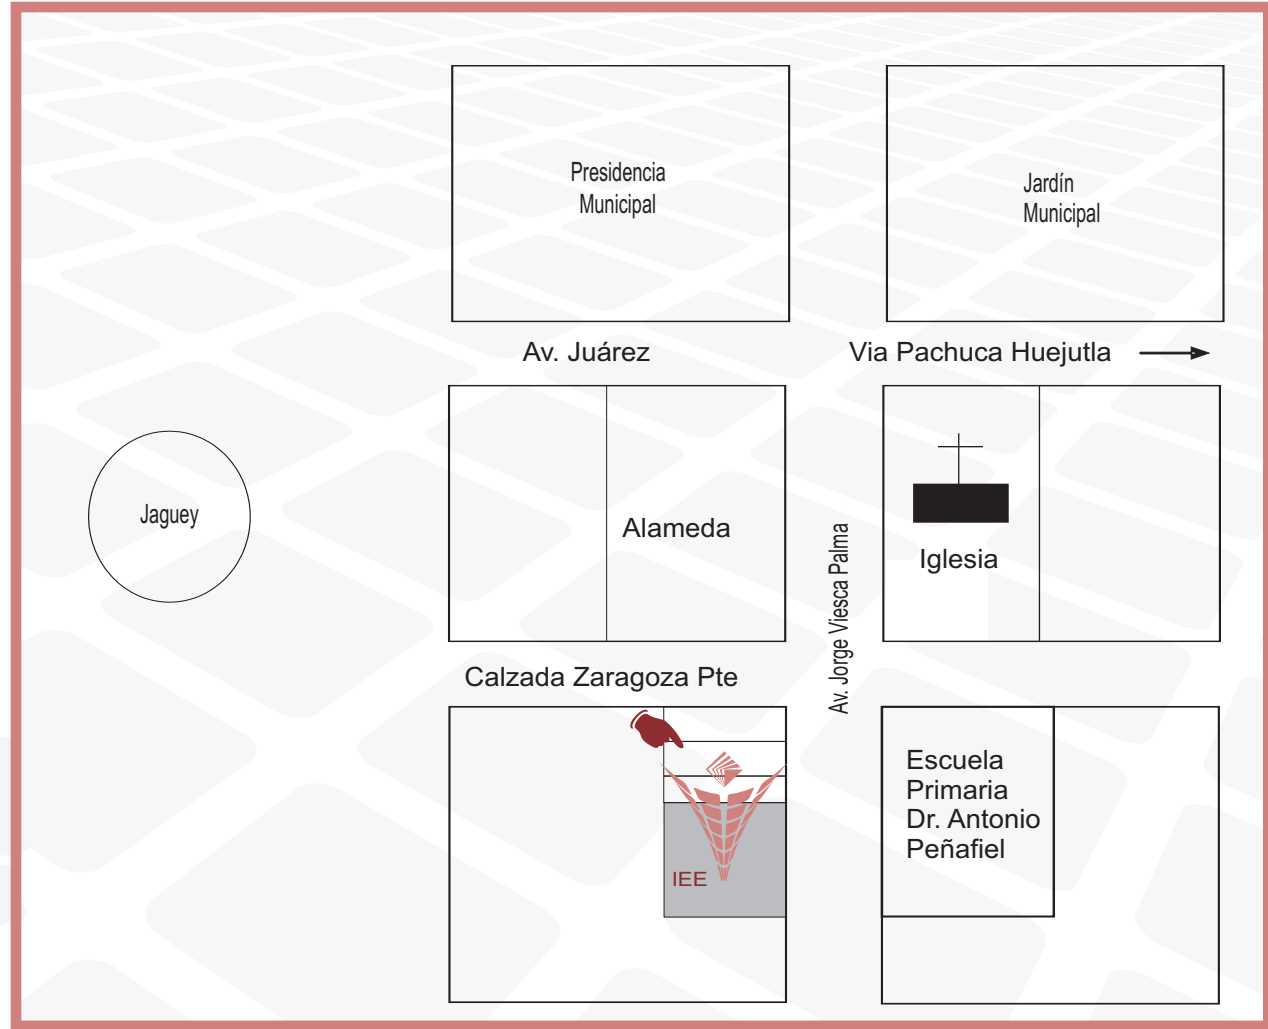 Presidencia
Municipal
Jardín
Municipal
Av. Juárez
Via Pachuca Huejutla
Jaguey
Alameda
Iglesia
Av. Jorge Viesca Palma
Calzada Zaragoza Pte
IEE
Escuela
Primaria
Dr. Antonio
Peñafiel